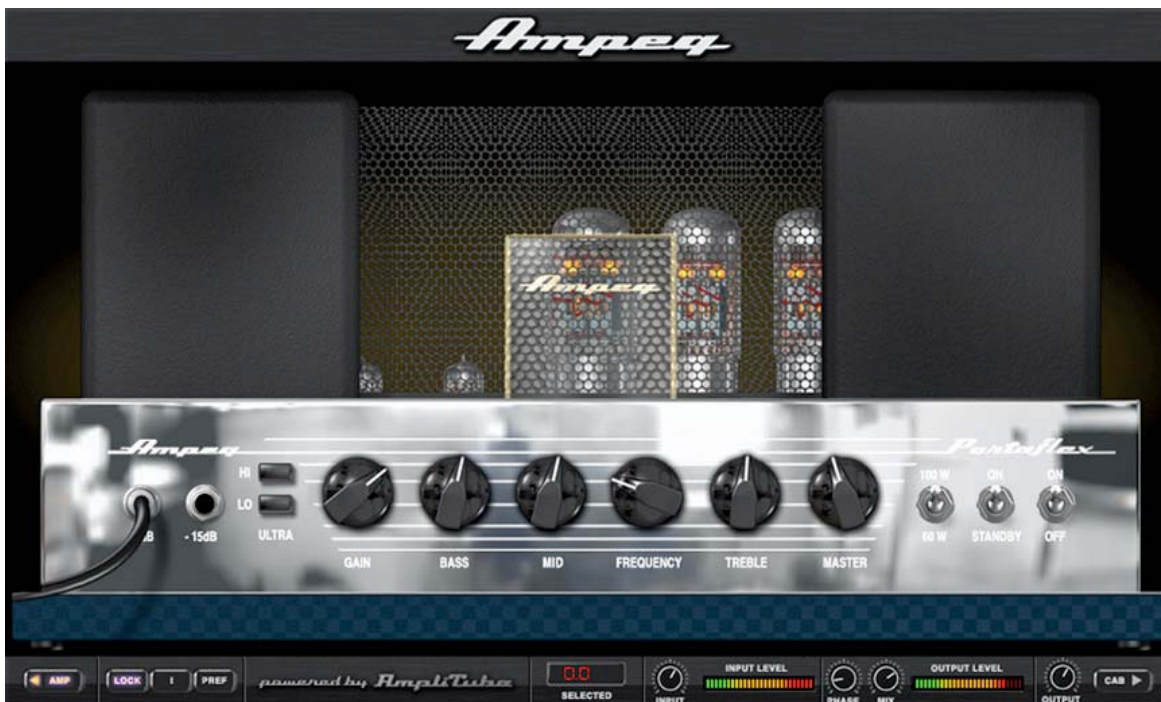 Ampeg
Ampeg
Ampeg
Portaflex
HI
LO
ULTRA
- 15dB
GAIN
BASS
MID
FREQUENCY
TREBLE
MASTER
100 W
60 W
ON
STANDBY
ON
OFF
AMP
LOCK
I
PREF
powered by AmpliTube
0.0
SELECTED
INPUT
INPUT LEVEL
PHASE
MIX
OUTPUT LEVEL
OUTPUT
CAB